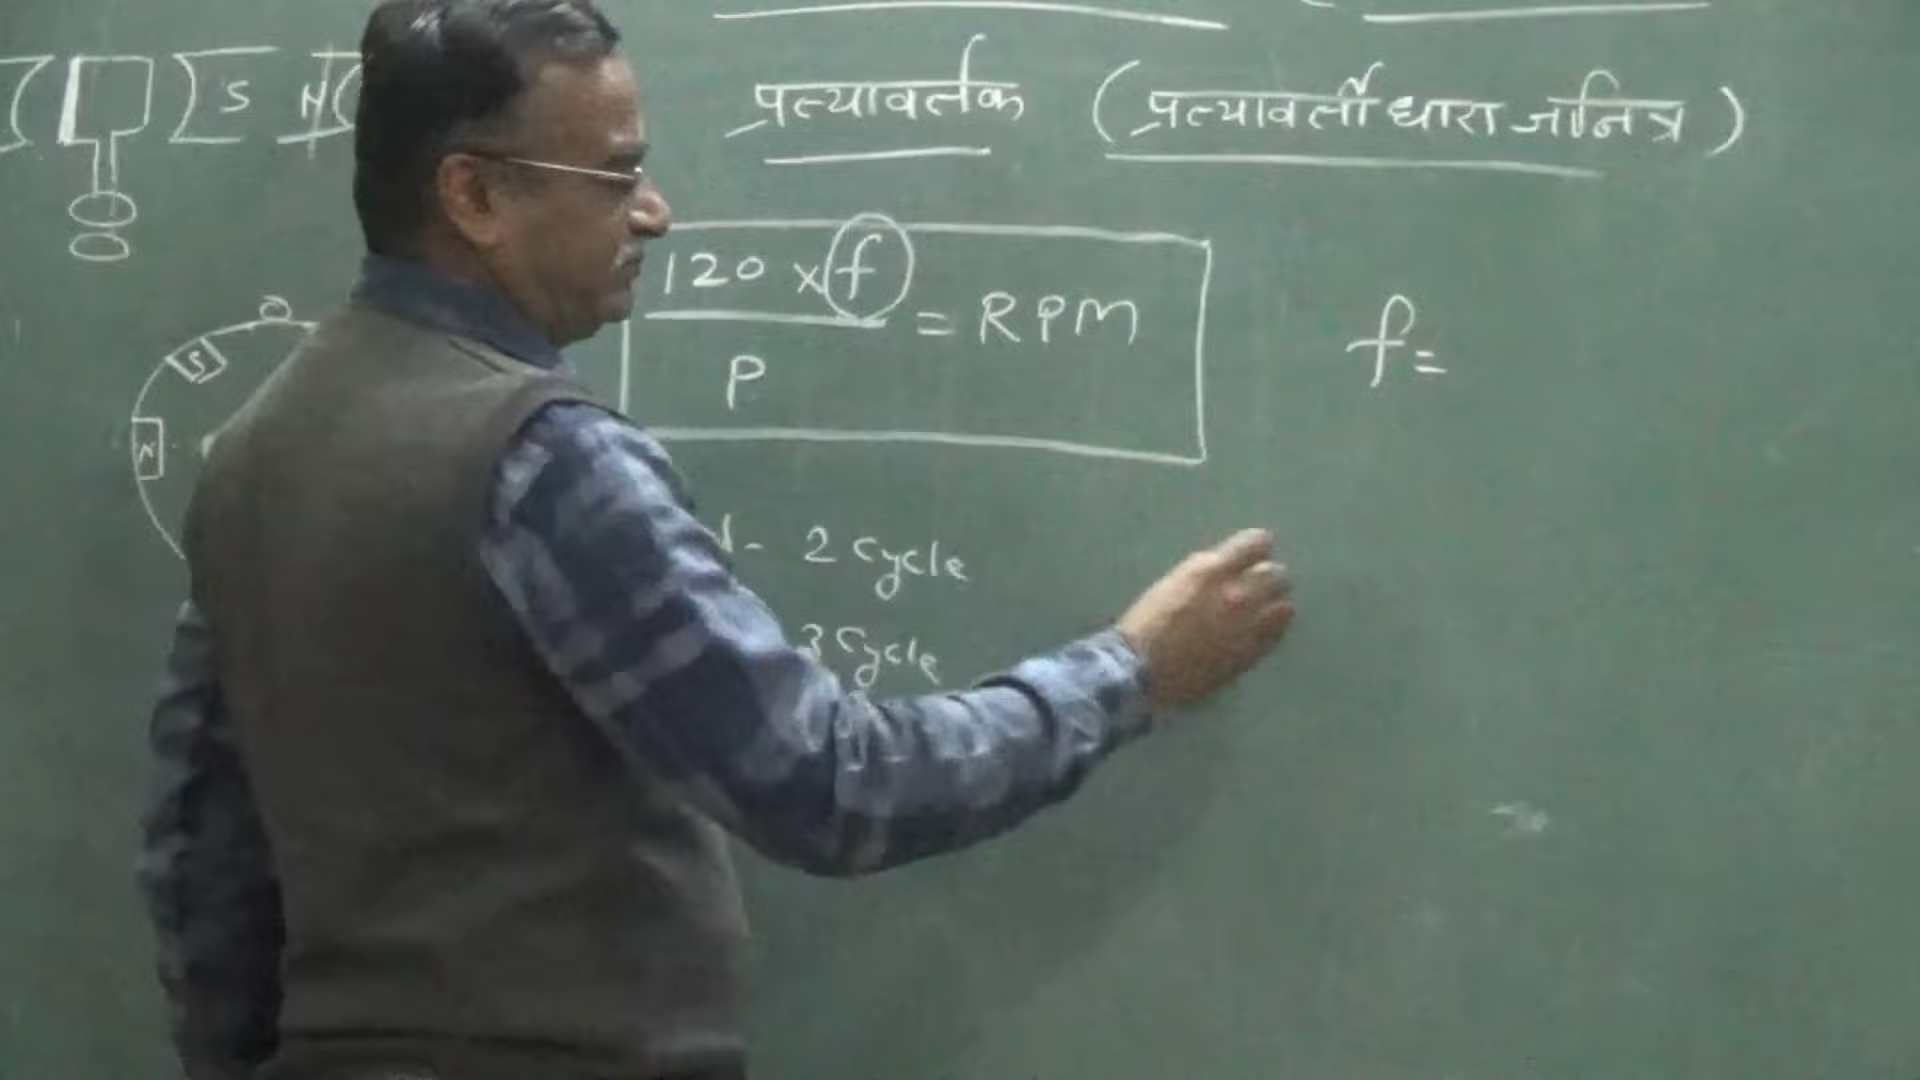 प्रत्यावर्तक (प्रत्यावर्ती धारा जनित्र)
S N
120 x f
= RPM
P
f =
S
N
2 Cycle
3 Cycle